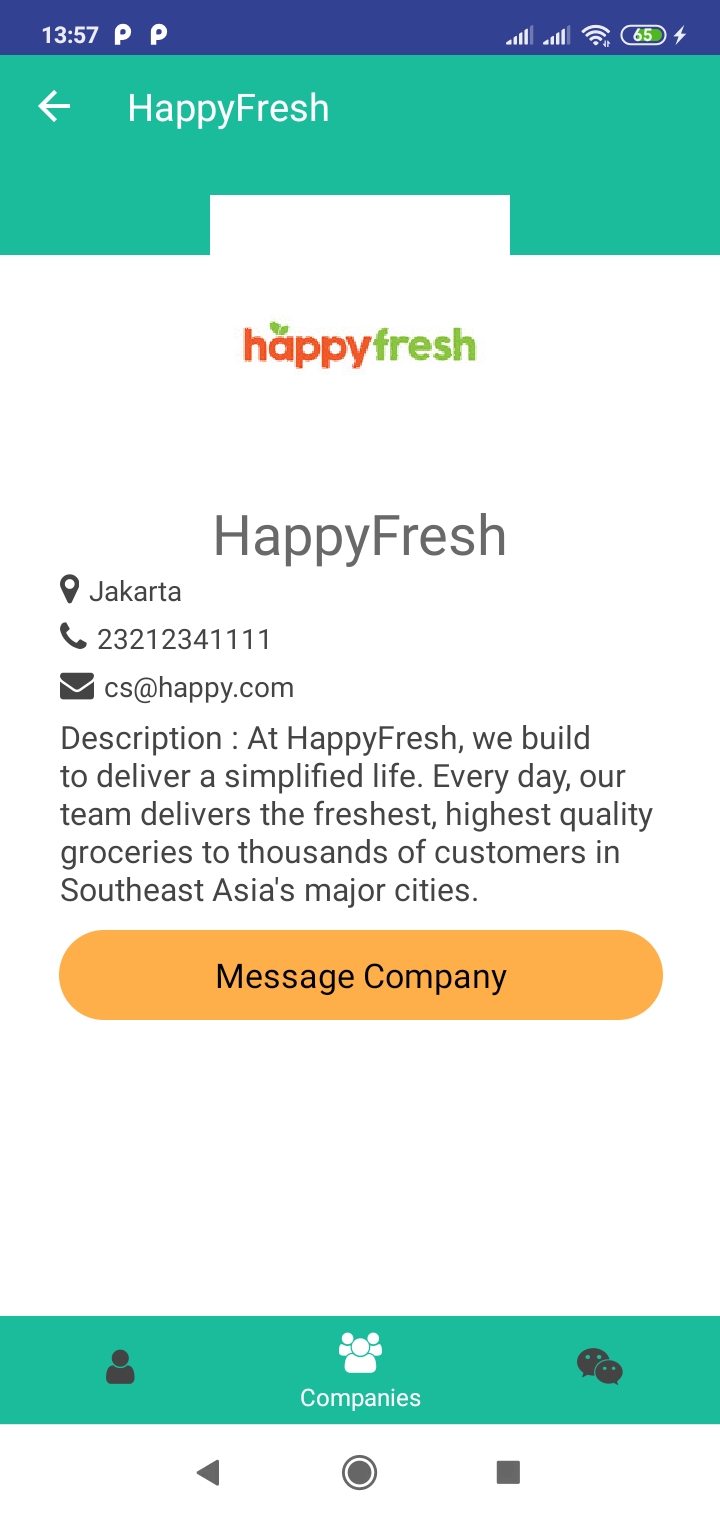 13:57
65
HappyFresh
happyfresh
HappyFresh
Jakarta
23212341111
cs@happy.com
Description : At HappyFresh, we build
to deliver a simplified life. Every day, our
team delivers the freshest, highest quality
groceries to thousands of customers in
Southeast Asia's major cities.
Message Company
Companies